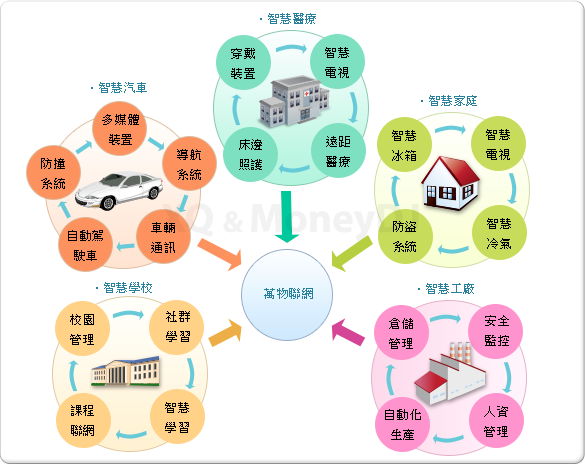 ·智慧醫療
穿戴
裝置
智慧
電視
床邊
照護
遠距
醫療
·智慧汽車
多媒體
裝置
防撞
系統
導航
系統
自動駕
駛車
車輛
通訊
·智慧家庭
智慧
冰箱
智慧
電視
防盜
系統
智慧
冷氣
& MoneyDJ
萬物聯網
·智慧學校
校園
管理
社群
學習
課程
聯網
智慧
學習
·智慧工廠
倉儲
管理
安全
監控
自動化
生產
人資
管理